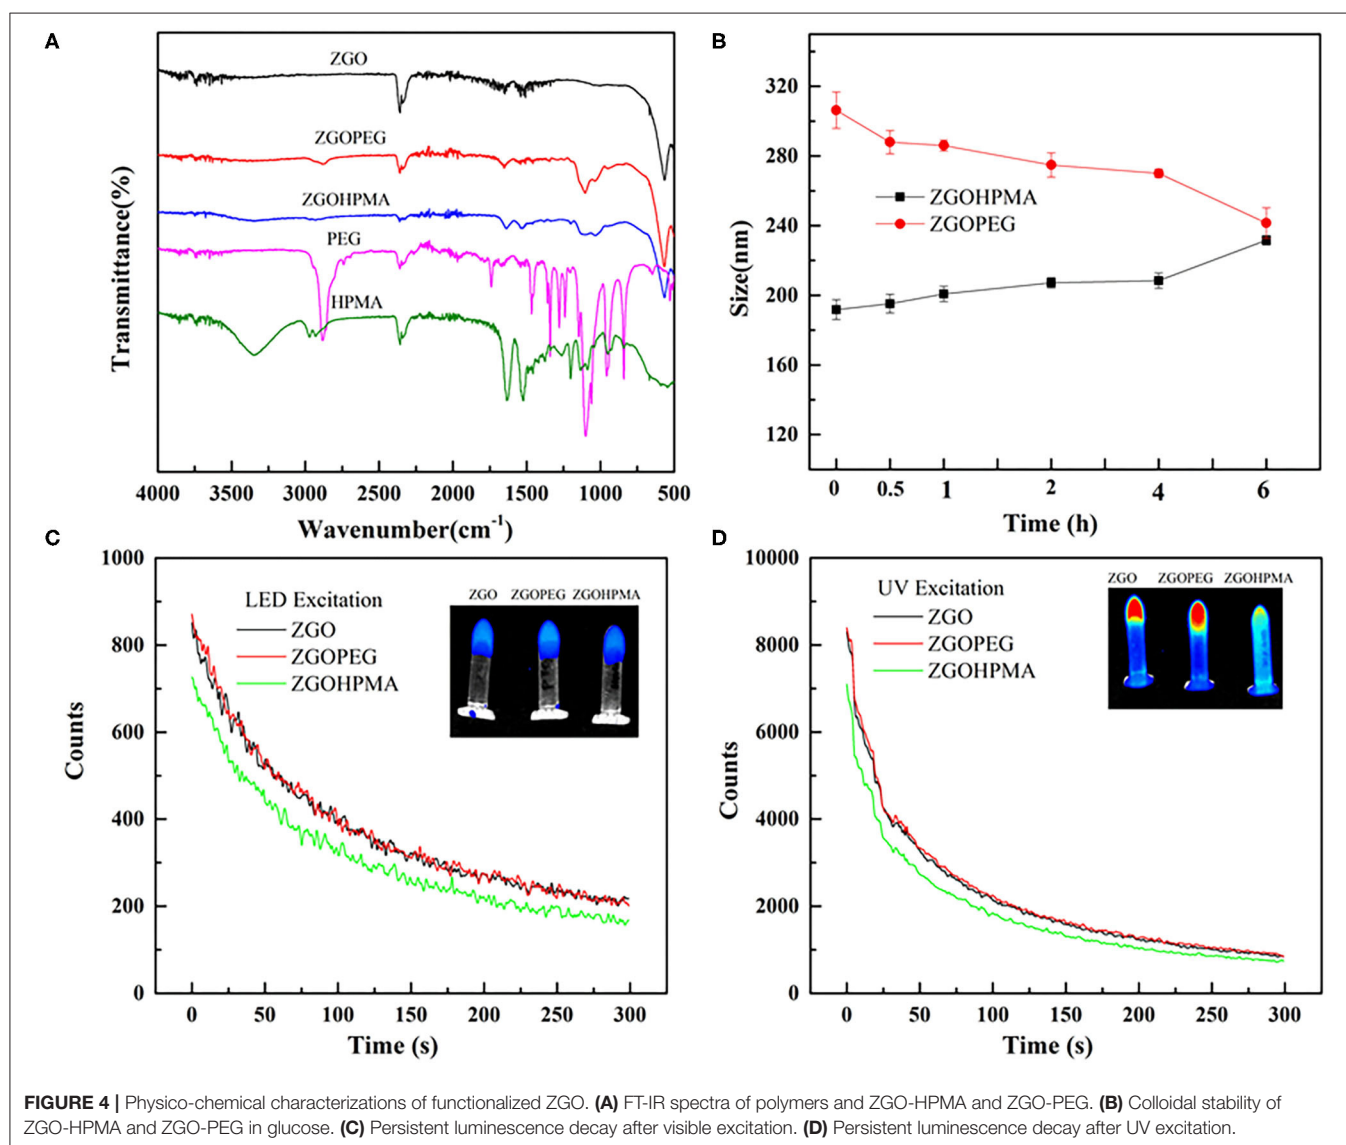 A
ZGO
ZGOPEG
ZGOHPMA
PEG
HPMA
Transmittance(%)
4000 3500 3000 2500 2000 1500 1000 500
Wavenumber(cm-1)
B
320
280
240
200
160
120
Size(nm)
ZGOHPMA
ZGOPEG
0 0.5 1 2 4 6
Time (h)
C
1000
800
600
400
200
0
Counts
LED Excitation
ZGO
ZGOPEG
ZGOHPMA
ZGO ZGOPEG ZGOHPMA
0 50 100 150 200 250 300
Time (s)
D
10000
8000
6000
4000
2000
0
Counts
UV Excitation
ZGO
ZGOPEG
ZGOHPMA
ZGO ZGOPEG ZGOHPMA
0 50 100 150 200 250 300
Time (s)
FIGURE 4 | Physico-chemical characterizations of functionalized ZGO. (A) FT-IR spectra of polymers and ZGO-HPMA and ZGO-PEG. (B) Colloidal stability of
ZGO-HPMA and ZGO-PEG in glucose. (C) Persistent luminescence decay after visible excitation. (D) Persistent luminescence decay after UV excitation.